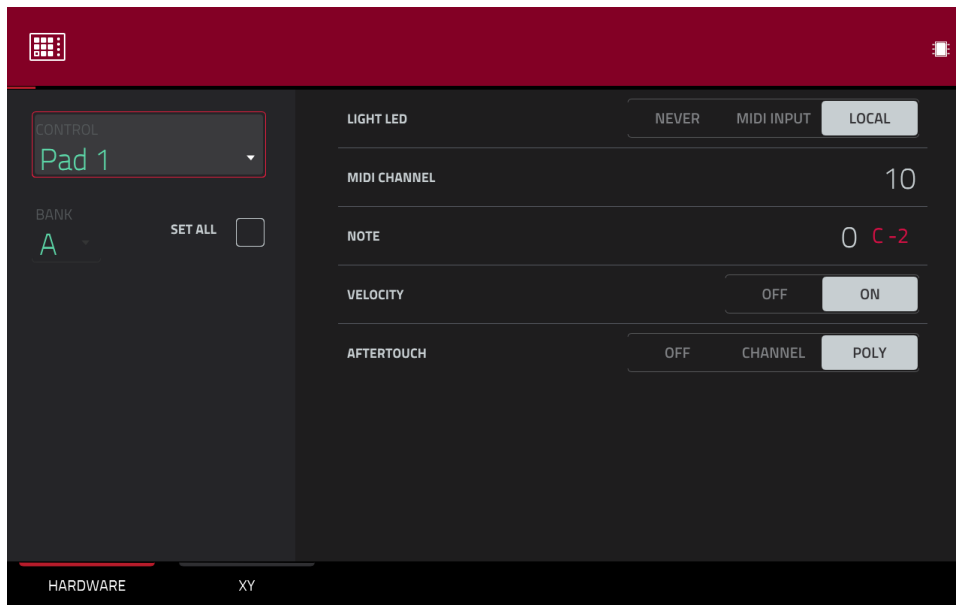 CONTROL
Pad 1
BANK
A
SET ALL
LIGHT LED NEVER MIDI INPUT LOCAL
MIDI CHANNEL 10
NOTE 0 C -2
VELOCITY OFF ON
AFTERTOUCH OFF CHANNEL POLY
HARDWARE XY